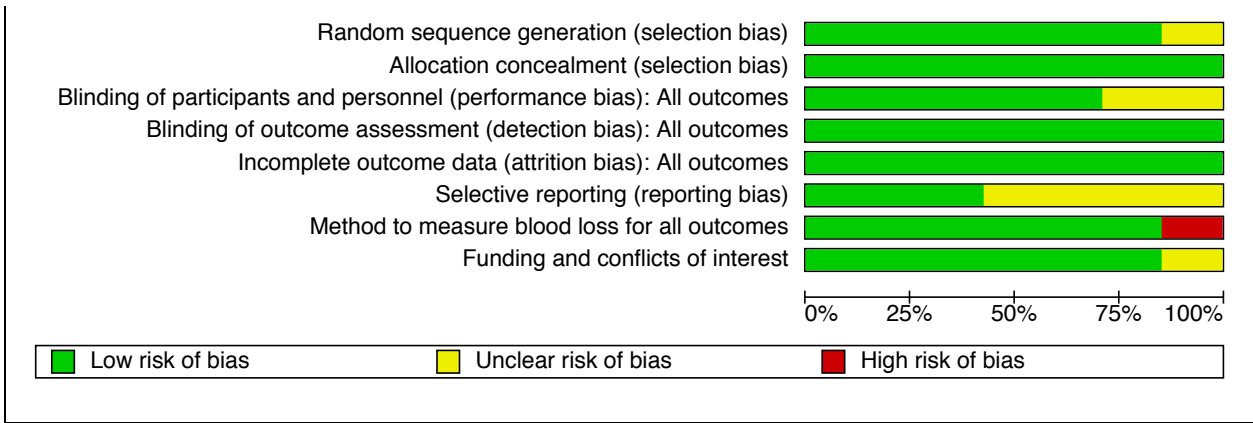 Random sequence generation (selection bias)
Allocation concealment (selection bias)
Blinding of participants and personnel (performance bias): All outcomes
Blinding of outcome assessment (detection bias): All outcomes
Incomplete outcome data (attrition bias): All outcomes
Selective reporting (reporting bias)
Method to measure blood loss for all outcomes
Funding and conflicts of interest
0% 25% 50% 75% 100%
Low risk of bias Unclear risk of bias High risk of bias